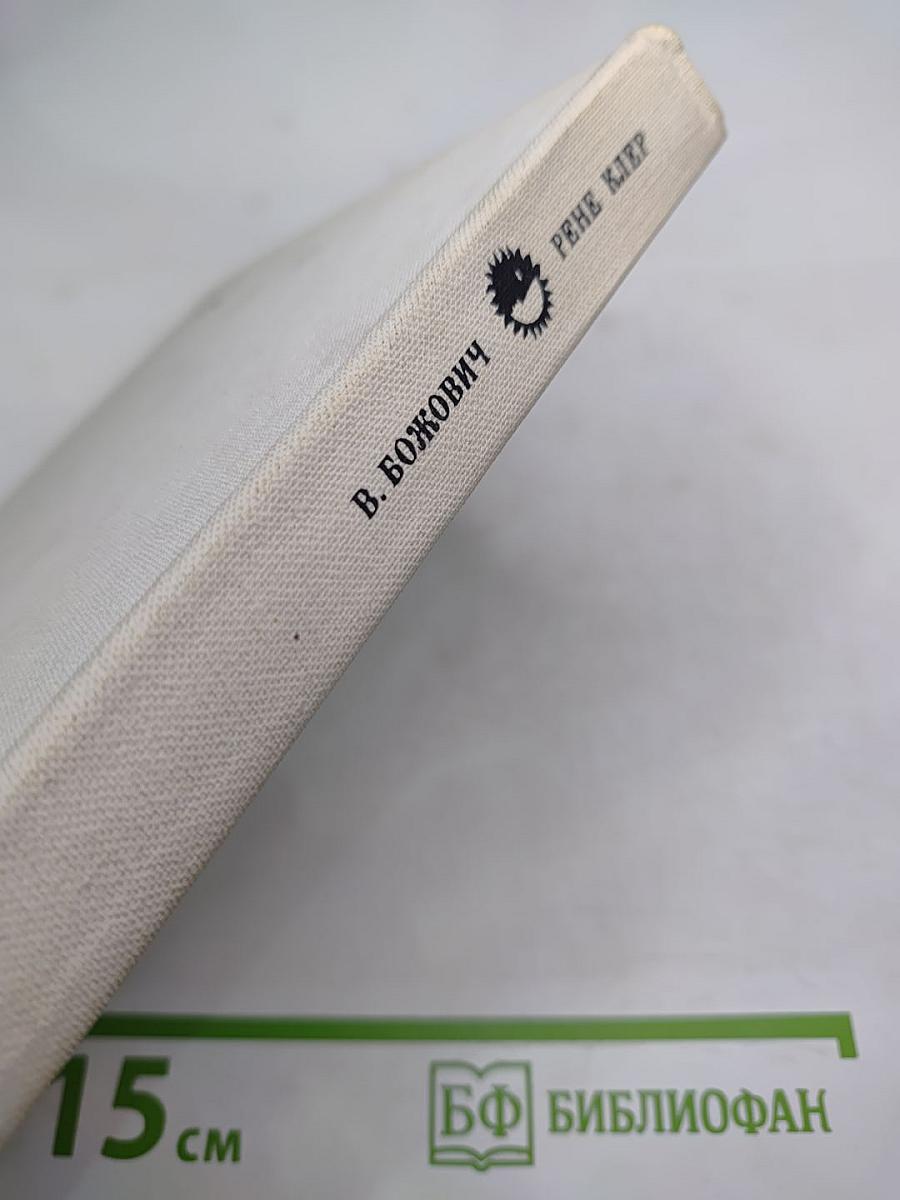 В. БОЖОВИЧ РЕНЕ КЛЕР
15 см
БФ БИБЛИОФАН